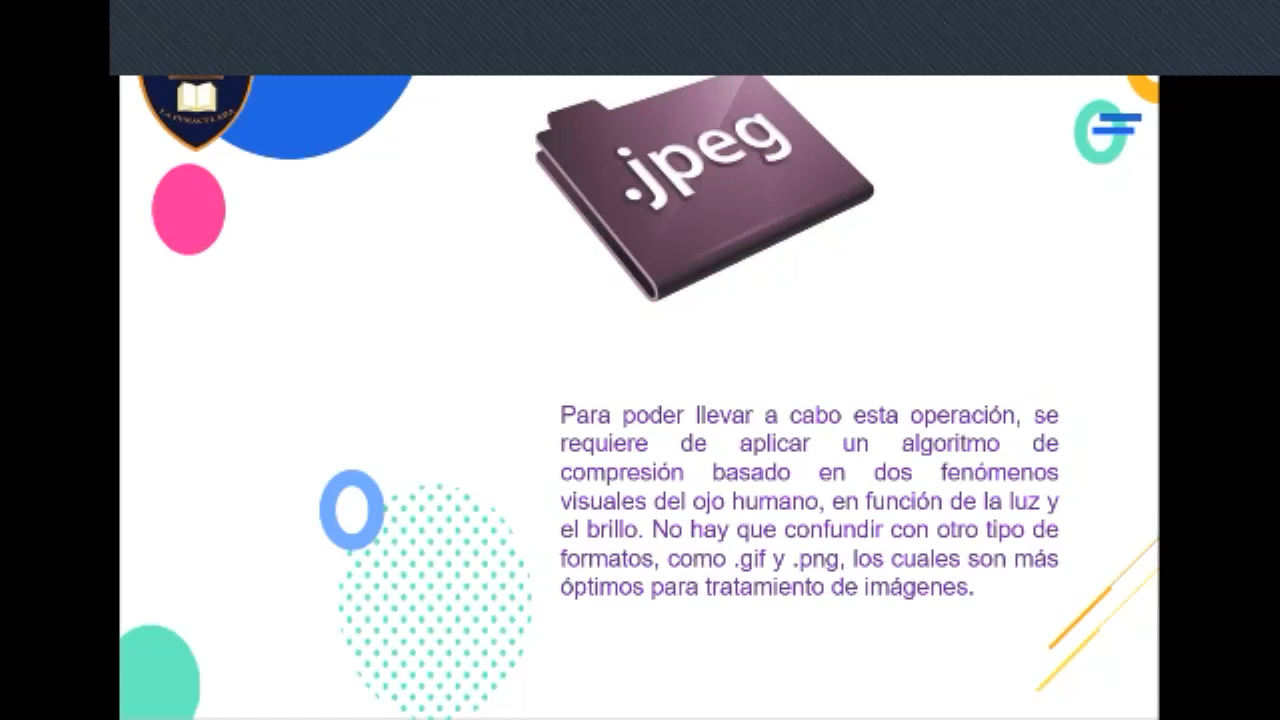 LA INMACULADA
.jpeg
Para poder llevar a cabo esta operación, se
requiere de aplicar un algoritmo de
compresión basado en dos fenómenos
visuales del ojo humano, en función de la luz y
el brillo. No hay que confundir con otro tipo de
formatos, como .gif y .png, los cuales son más
óptimos para tratamiento de imágenes.